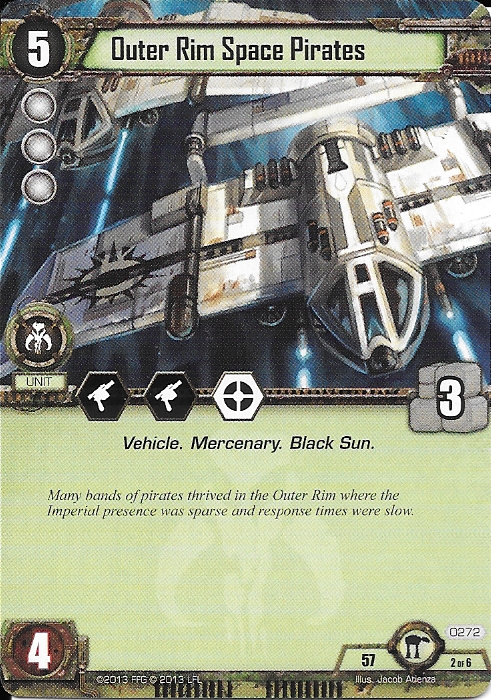 5
Outer Rim Space Pirates
UNIT
3
Vehicle. Mercenary. Black Sun.
Many bands of pirates thrived in the Outer Rim where the
Imperial presence was sparse and response times were slow.
4
0272
57
2 OF 6
©2013 FFG © 2013 LFL
Illus. Jacob Atienza